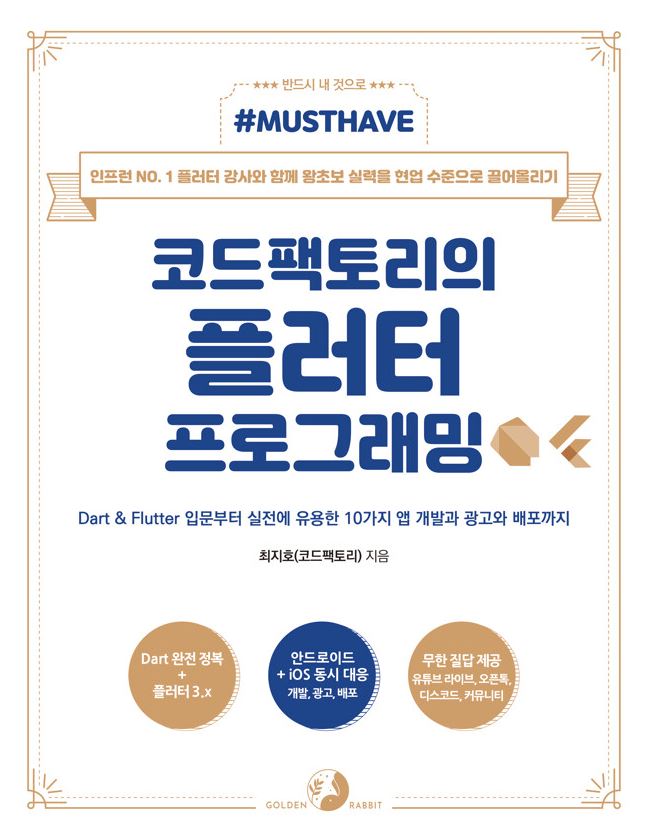 ★★★ 반드시 내 것으로 ★★★
#MUSTHAVE
인프런 NO. 1 플러터 강사와 함께 왕초보 실력을 현업 수준으로 끌어올리기
코드팩토리의
플러터
프로그래밍
Dart & Flutter 입문부터 실전에 유용한 10가지 앱 개발과 광고와 배포까지
최지호(코드팩토리) 지음
Dart 완전 정복
+
플러터 3.x
안드로이드
+ iOS 동시 대응
개발, 광고, 배포
무한 질답 제공
유튜브 라이브, 오픈톡,
디스코드, 커뮤니티
GOLDEN RABBIT